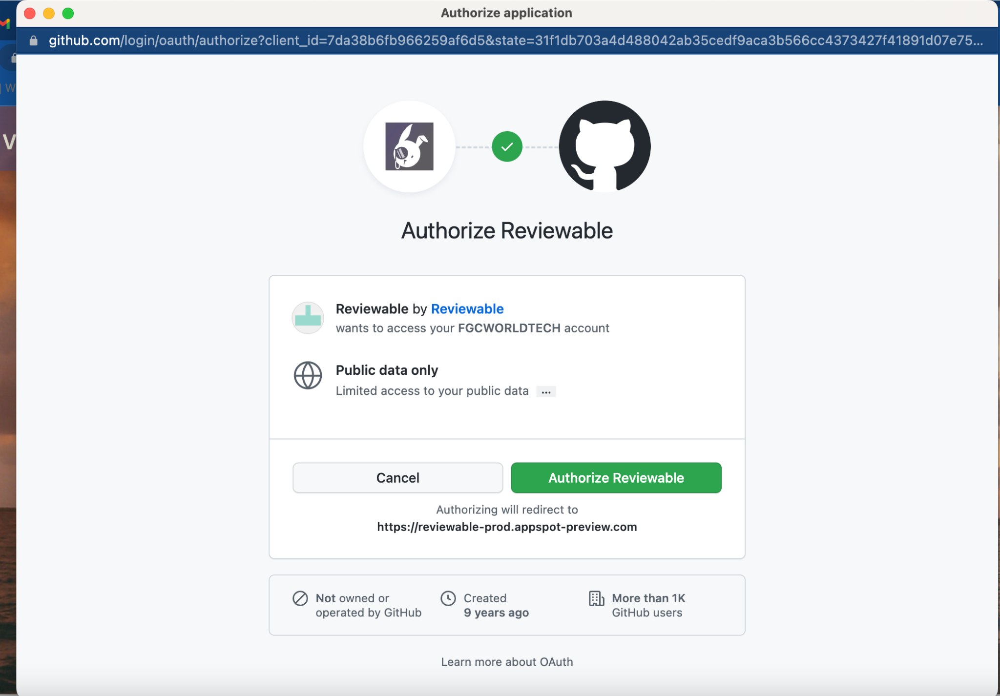 Authorize application
github.com/login/oauth/authorize?client_id=7da38b6fb966259af6d5&state=31f1db703a4d488042ab35cedf9aca3b566cc4373427f41891d07e75...
W
V
Authorize Reviewable
Reviewable by Reviewable
wants to access your FGCWORLDTECH account
Public data only
Limited access to your public data ...
Cancel
Authorize Reviewable
Authorizing will redirect to
https://reviewable-prod.appspot-preview.com
Not owned or
operated by GitHub
Created
9 years ago
More than 1K
GitHub users
Learn more about OAuth